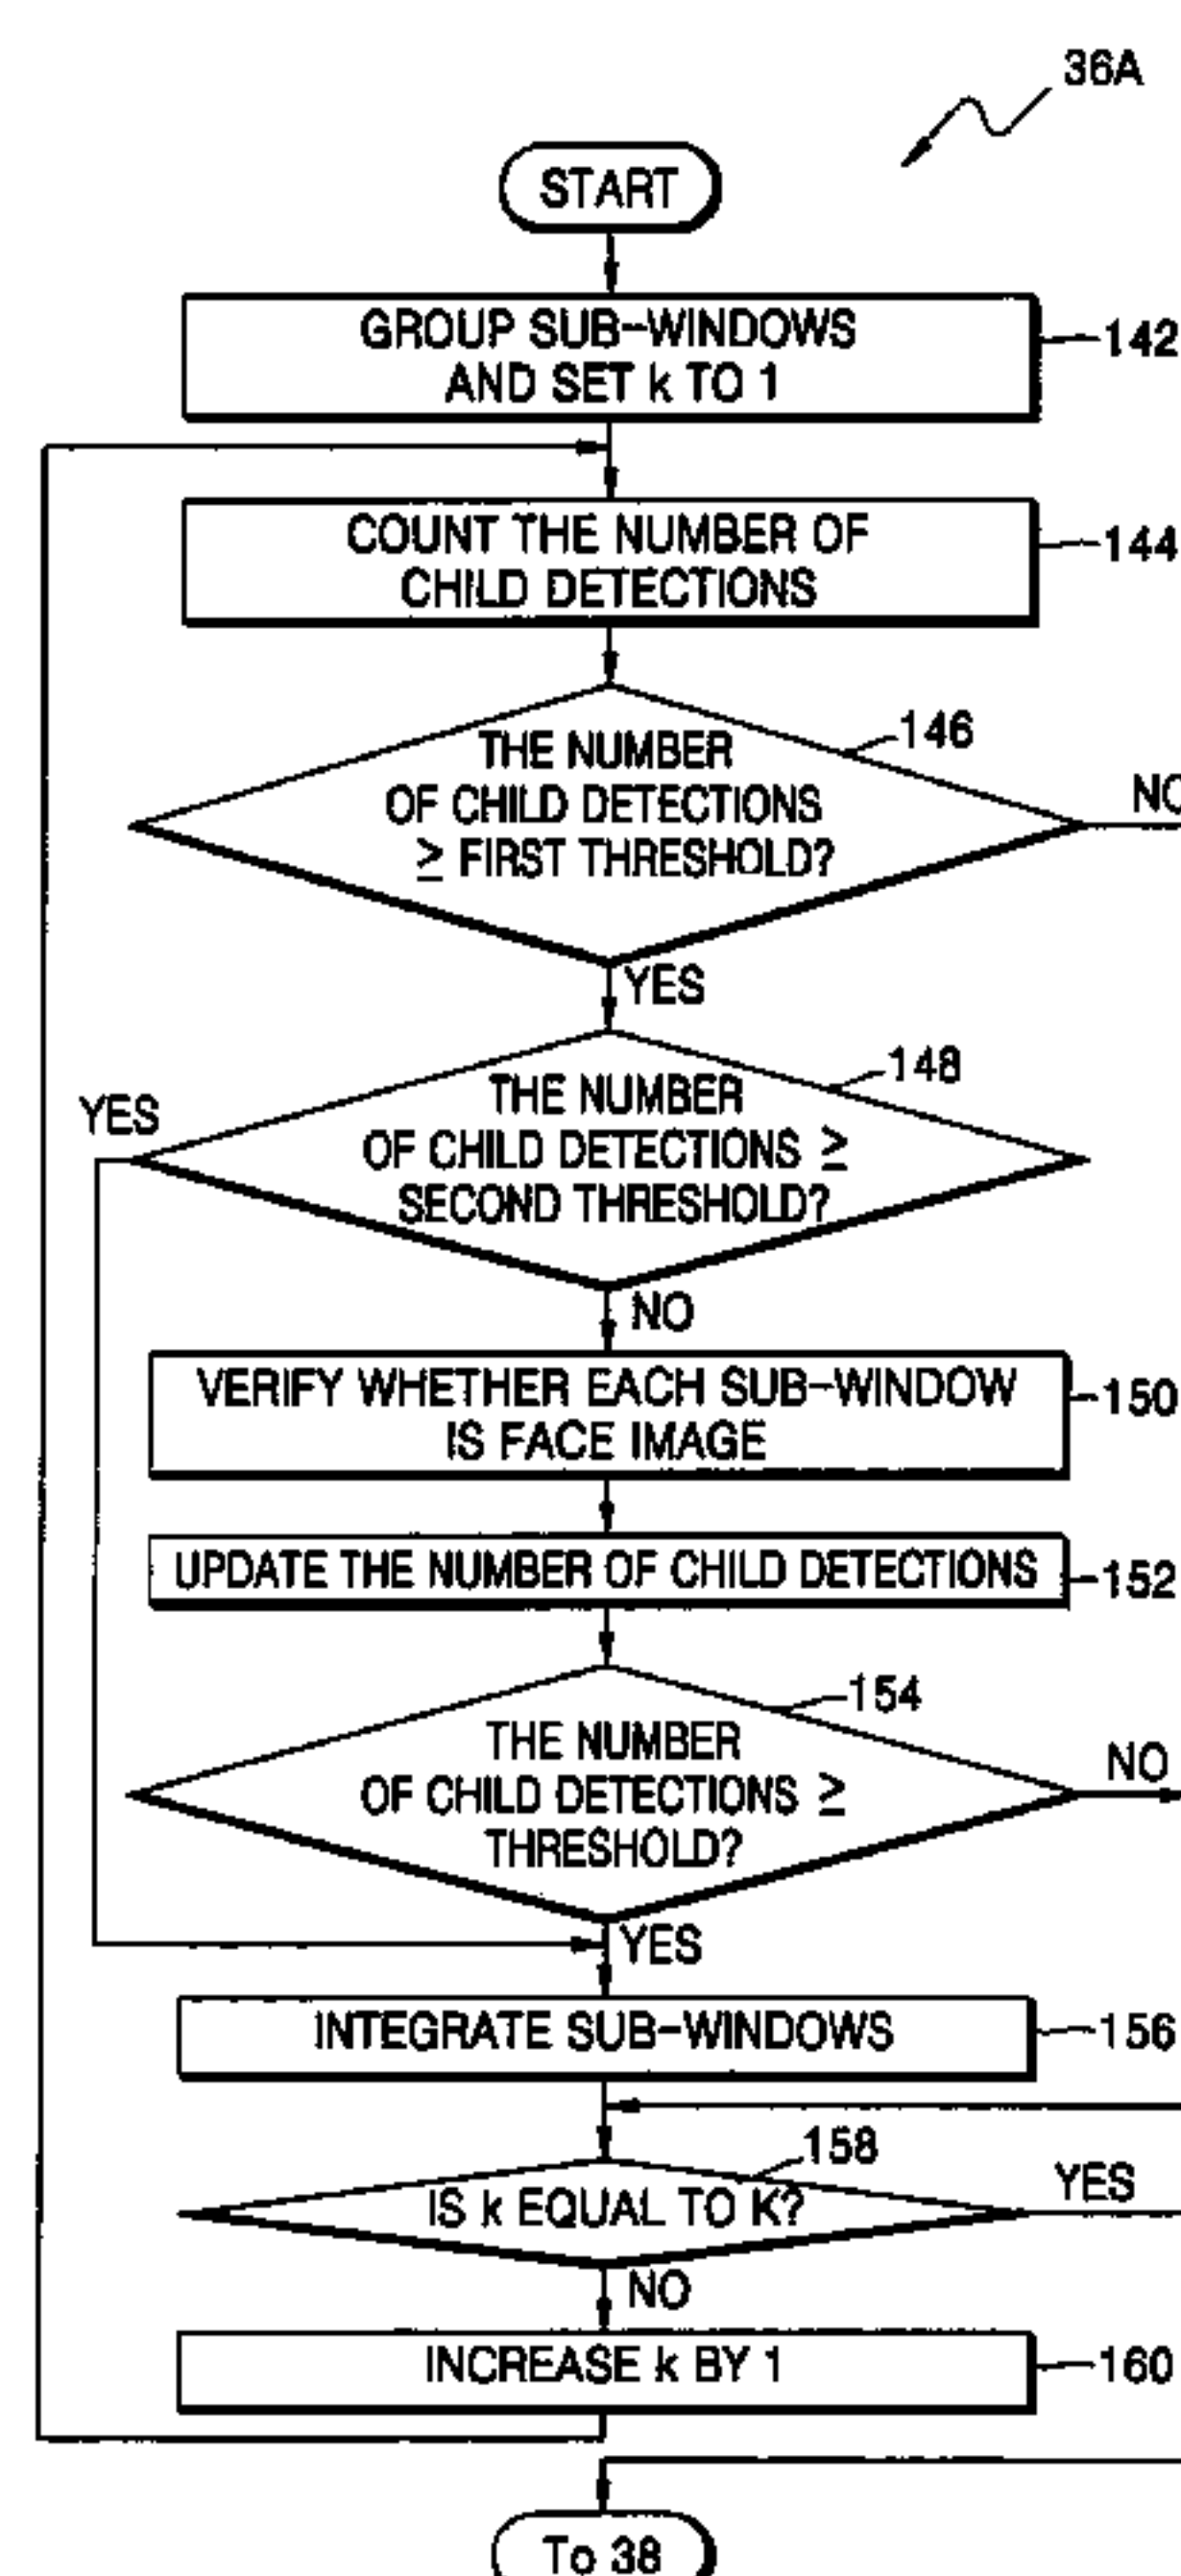 36A
START
GROUP SUB-WINDOWS
AND SET k TO 1
142
COUNT THE NUMBER OF
CHILD DETECTIONS
144
THE NUMBER
OF CHILD DETECTIONS
≥ FIRST THRESHOLD?
146
NO
YES
THE NUMBER
OF CHILD DETECTIONS ≥
SECOND THRESHOLD?
148
YES
NO
VERIFY WHETHER EACH SUB-WINDOW
IS FACE IMAGE
150
UPDATE THE NUMBER OF CHILD DETECTIONS
152
THE NUMBER
OF CHILD DETECTIONS ≥
THRESHOLD?
154
NO
YES
INTEGRATE SUB-WINDOWS
156
IS k EQUAL TO K?
158
YES
NO
INCREASE k BY 1
160
To 38